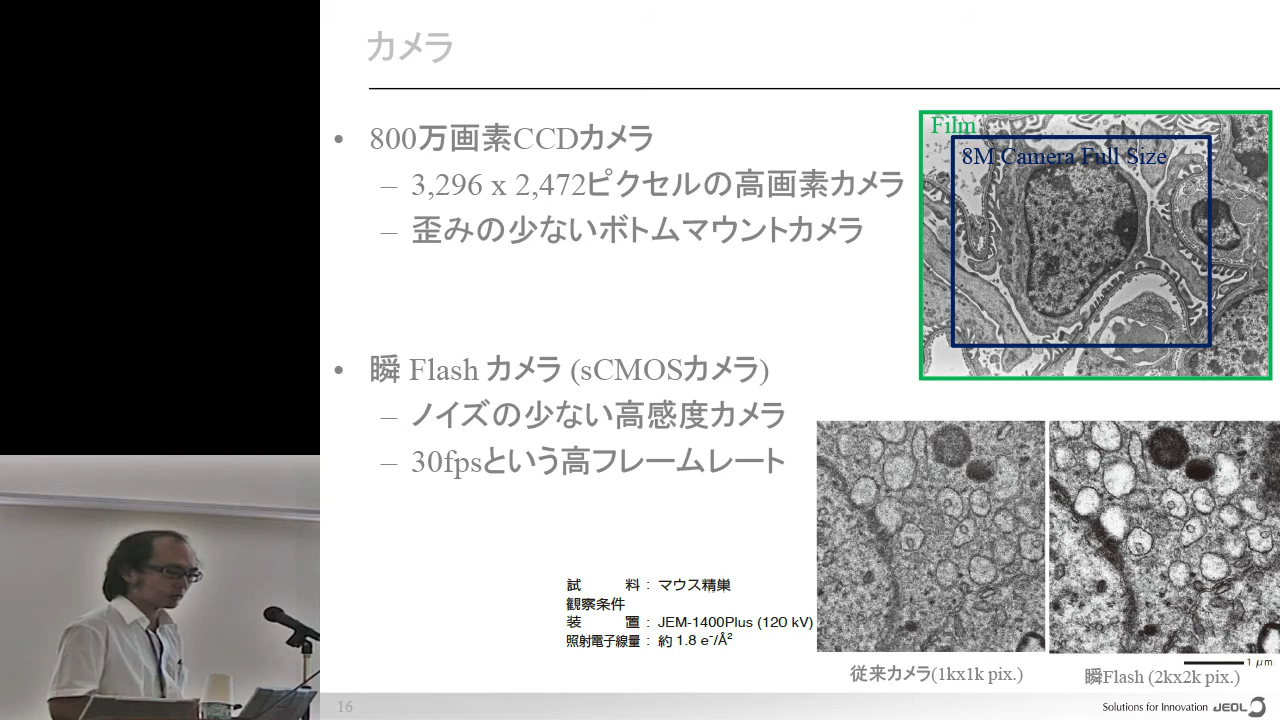 カメラ
• 800万画素CCDカメラ
– 3,296 x 2,472ピクセルの高画素カメラ
– 歪みの少ないボトムマウントカメラ
Film
8M Camera Full Size
• 瞬 Flash カメラ (sCMOSカメラ)
– ノイズの少ない高感度カメラ
– 30fpsという高フレームレート
試 料 : マウス精巣
観察条件
装 置 : JEM-1400Plus (120 kV)
照射電子線量 : 約 1.8 e⁻/Å²
1 µm
従来カメラ(1kx1k pix.)
瞬Flash (2kx2k pix.)
16
Solutions for Innovation JEOL